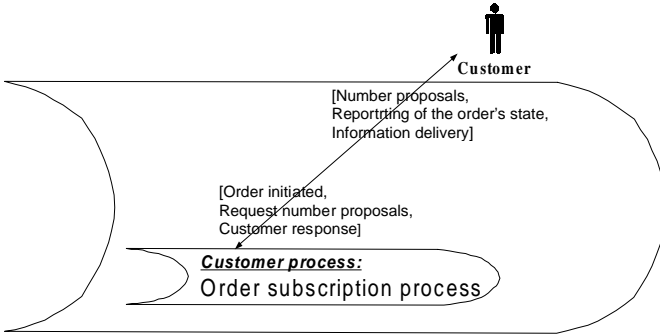 Customer
[Number proposals,
Reportrting of the order's state,
Information delivery]
[Order initiated,
Request number proposals,
Customer response]
Customer process:
Order subscription process